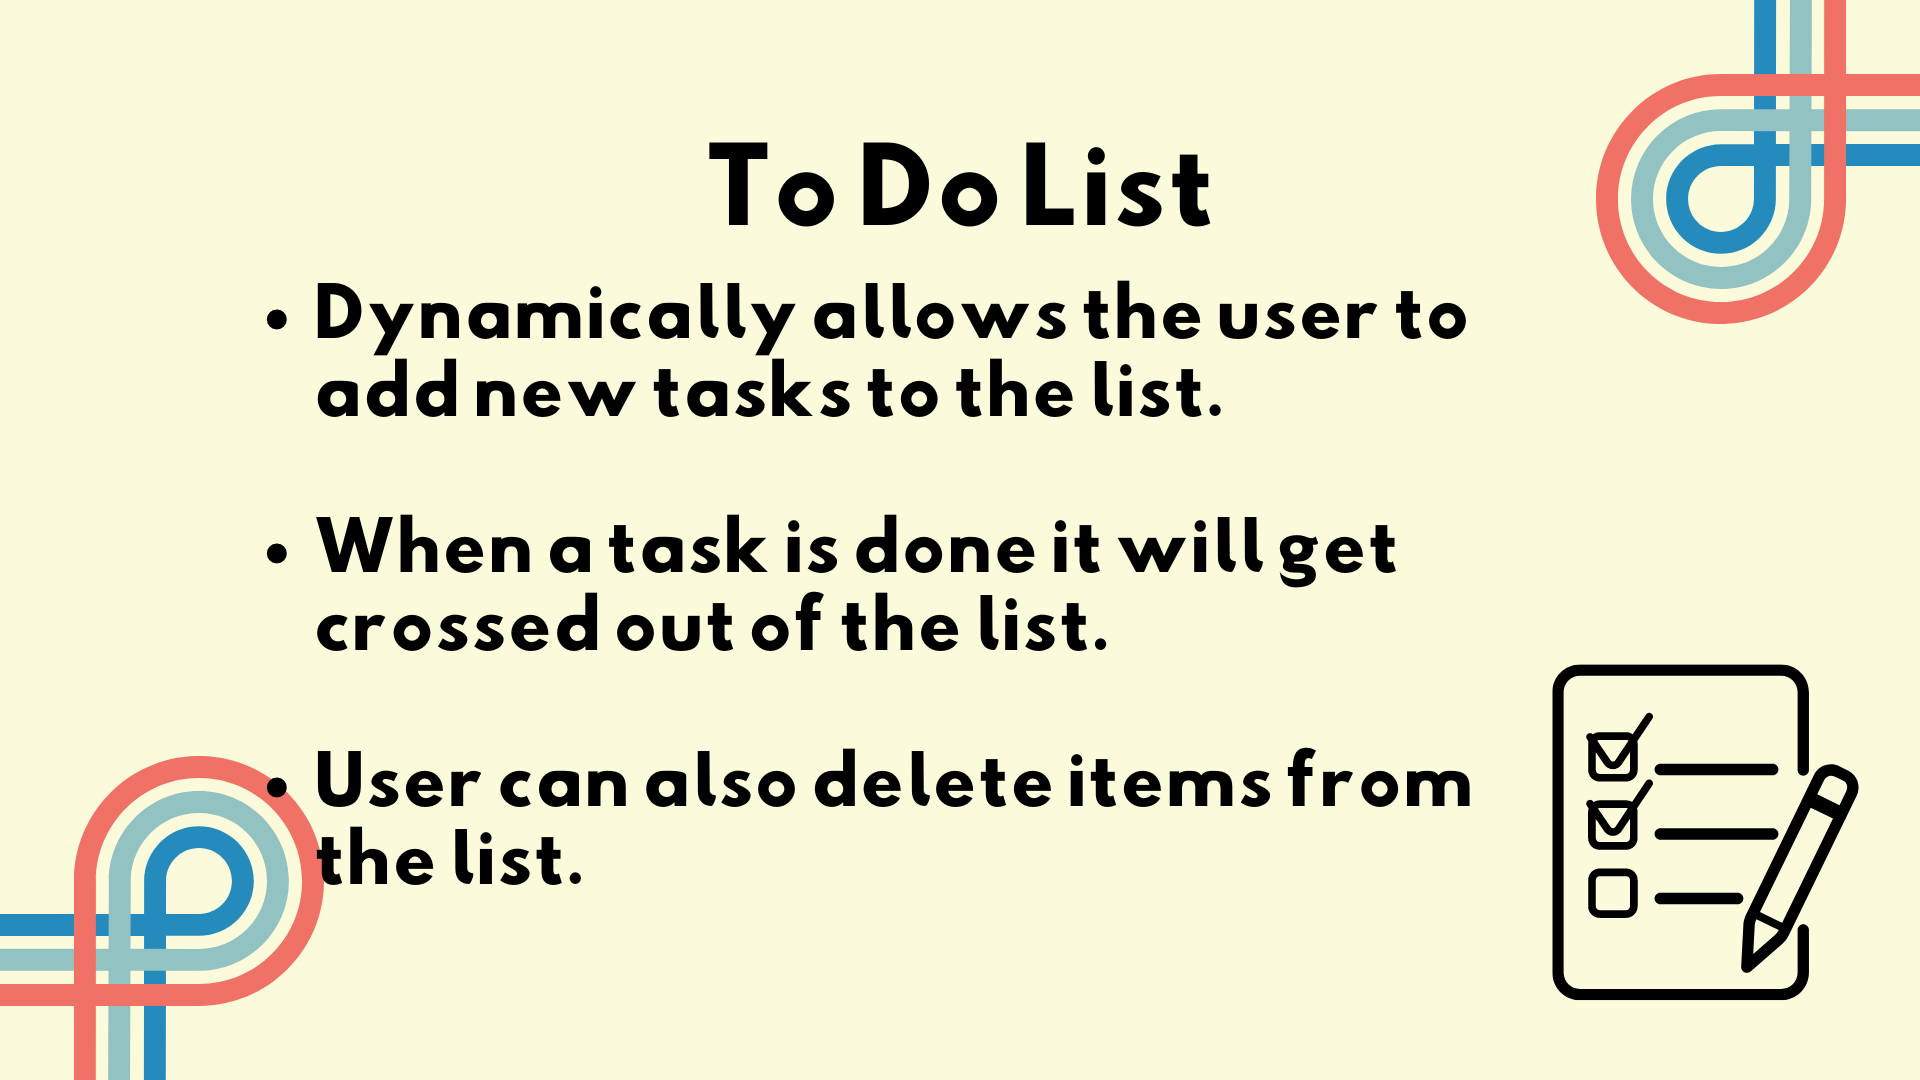 To Do List
• Dynamically allows the user to
add new tasks to the list.
• When a task is done it will get
crossed out of the list.
• User can also delete items from
the list.